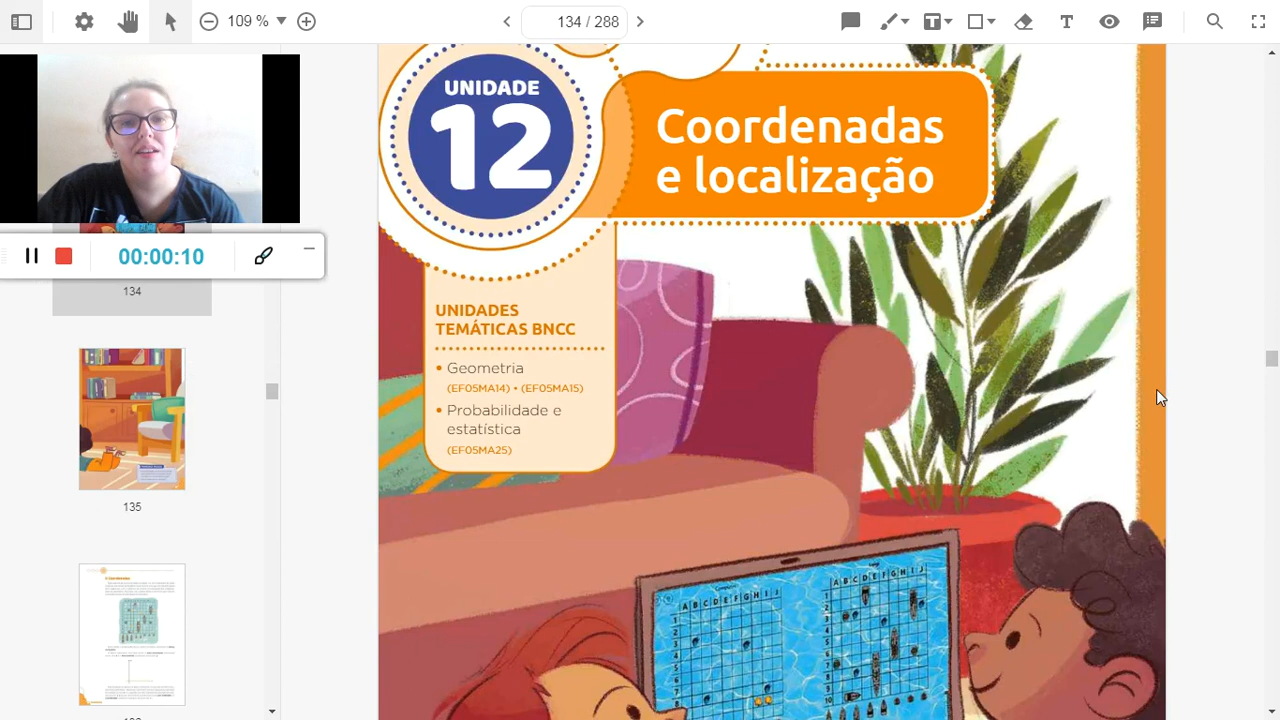 109 %
134 / 288
UNIDADE
12
Coordenadas
e localização
00:00:10
134
UNIDADES
TEMÁTICAS BNCC
• Geometria
(EF05MA14) • (EF05MA15)
• Probabilidade e
estatística
(EF05MA25)
135
A B C D E F G H I J
A B C D E F G H I J